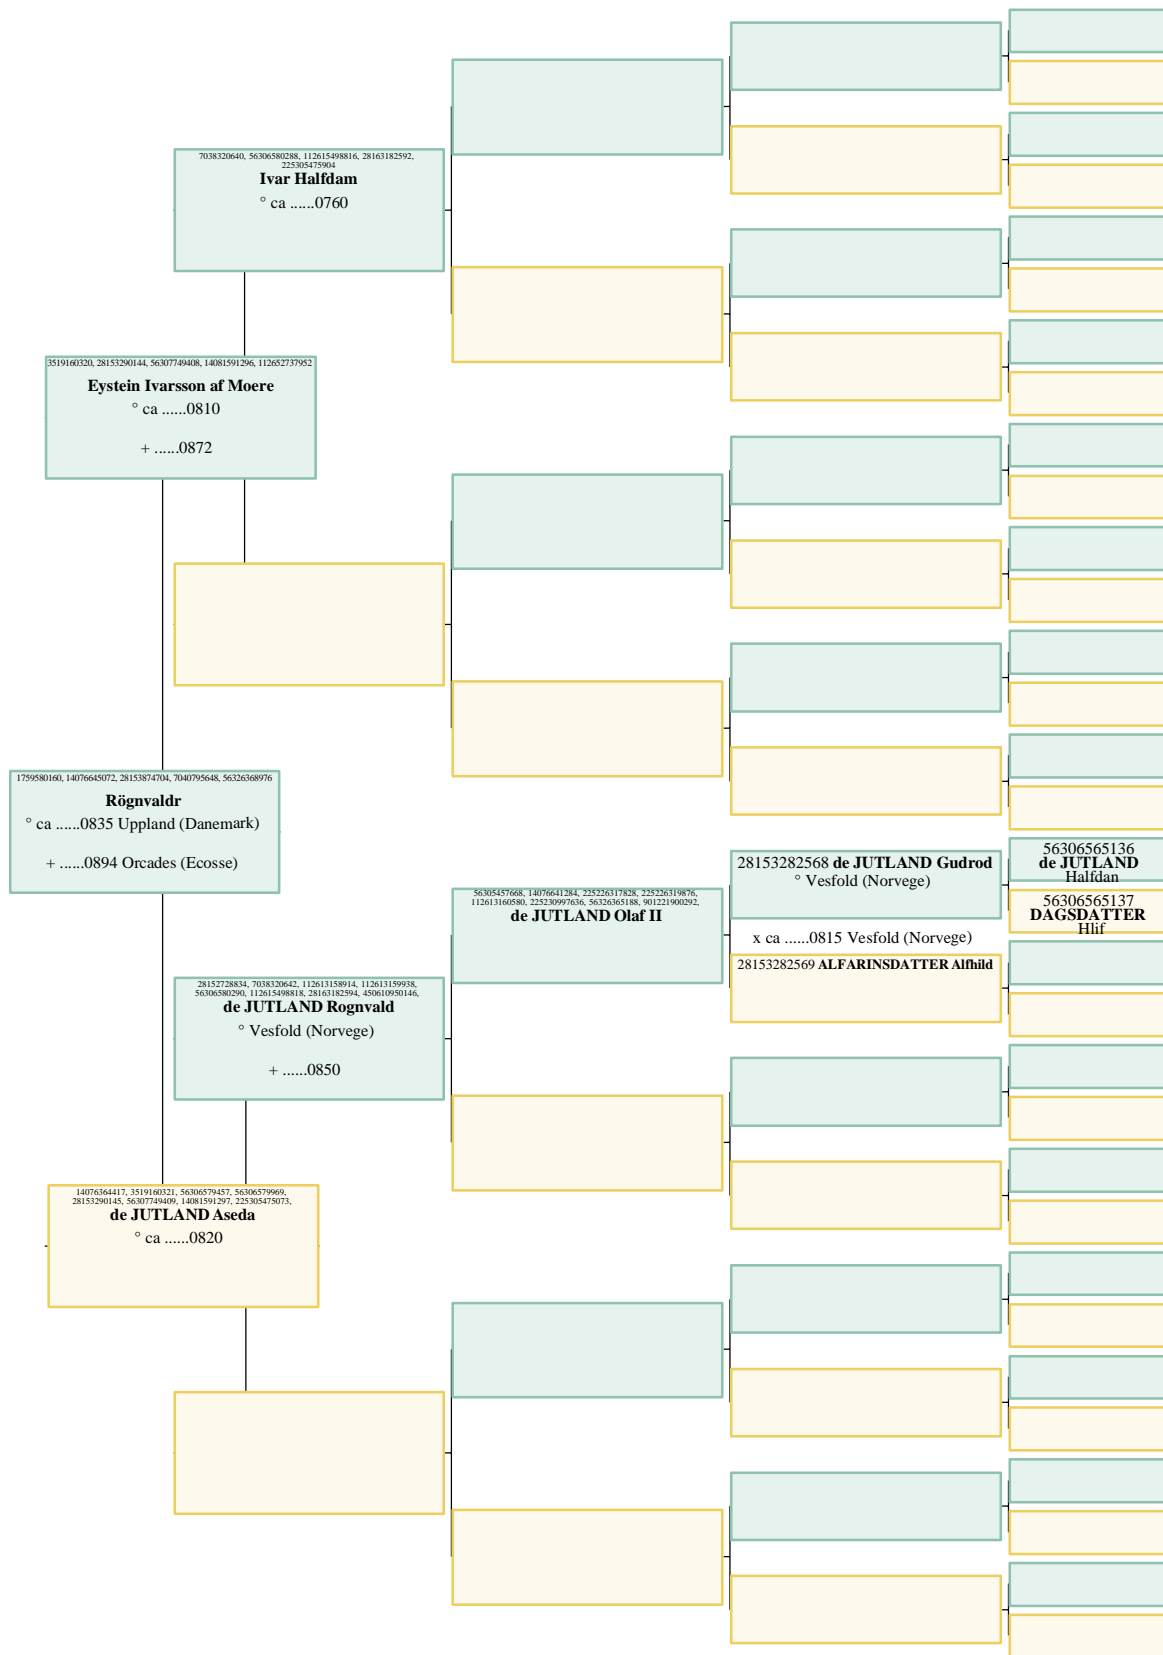 7038320640, 56306580288, 112615498816, 28163182592,
225305475904
Ivar Halfdam
° ca ......0760
3519160320, 28153290144, 56307749408, 14081591296, 112652737952
Eystein Ivarsson af Moere
° ca ......0810
+ ......0872
1759580160, 14076645072, 28153874704, 7040795648, 56326368976
Rögnvaldr
° ca ......0835 Uppland (Danemark)
+ ......0894 Orcades (Ecosse)
28153282568 de JUTLAND Gudrod
° Vesfold (Norvege)
x ca ......0815 Vesfold (Norvege)
28153282569 ALFARINSDATTER Alfhild
56306565136
de JUTLAND
Halfdan
56306565137
DAGSDATTER
Hlif
56305457668, 14076641284, 225226317828, 225226319876,
112613160580, 225230997636, 56326365188, 901221900292,
de JUTLAND Olaf II
28152728834, 7038320642, 112613158914, 112613159938,
56306580290, 112615498818, 28163182594, 450610950146,
de JUTLAND Rognvald
° Vesfold (Norvege)
+ ......0850
14076364417, 3519160321, 56306579457, 56306579969,
28153290145, 56307749409, 14081591297, 225305475073,
de JUTLAND Aseda
° ca ......0820